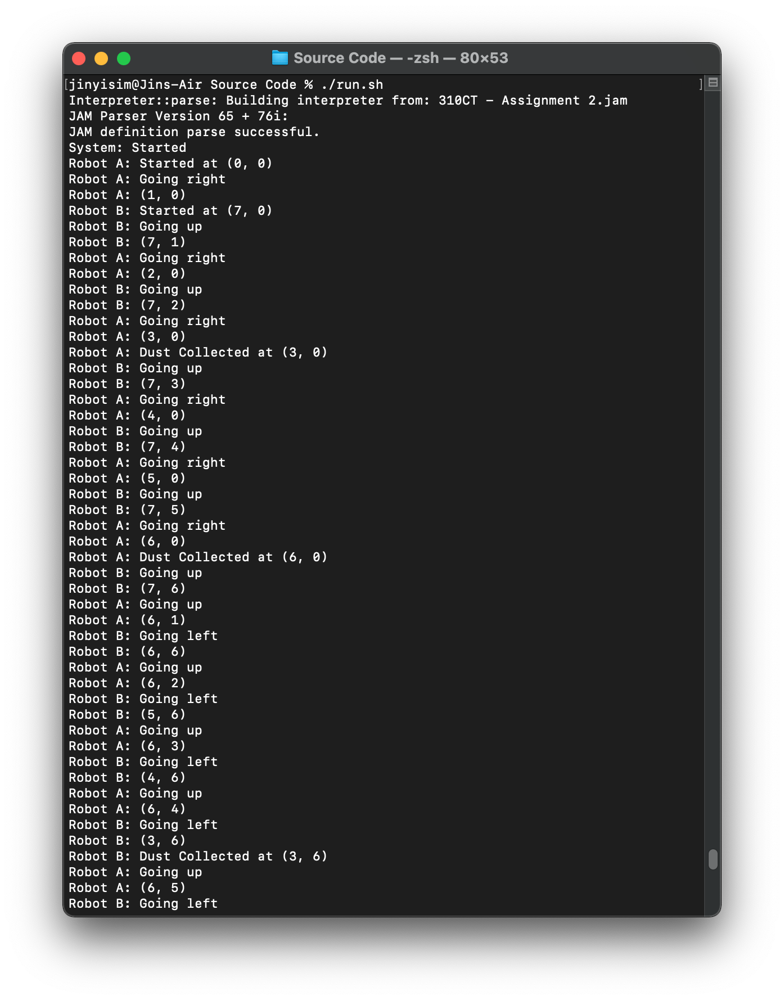 Source Code — -zsh — 80×53
[jinyisim@Jins-Air Source Code % ./run.sh ]
Interpreter::parse: Building interpreter from: 310CT - Assignment 2.jam
JAM Parser Version 65 + 76i:
JAM definition parse successful.
System: Started
Robot A: Started at (0, 0)
Robot A: Going right
Robot A: (1, 0)
Robot B: Started at (7, 0)
Robot B: Going up
Robot B: (7, 1)
Robot A: Going right
Robot A: (2, 0)
Robot B: Going up
Robot B: (7, 2)
Robot A: Going right
Robot A: (3, 0)
Robot A: Dust Collected at (3, 0)
Robot B: Going up
Robot B: (7, 3)
Robot A: Going right
Robot A: (4, 0)
Robot B: Going up
Robot B: (7, 4)
Robot A: Going right
Robot A: (5, 0)
Robot B: Going up
Robot B: (7, 5)
Robot A: Going right
Robot A: (6, 0)
Robot A: Dust Collected at (6, 0)
Robot B: Going up
Robot B: (7, 6)
Robot A: Going up
Robot A: (6, 1)
Robot B: Going left
Robot B: (6, 6)
Robot A: Going up
Robot A: (6, 2)
Robot B: Going left
Robot B: (5, 6)
Robot A: Going up
Robot A: (6, 3)
Robot B: Going left
Robot B: (4, 6)
Robot A: Going up
Robot A: (6, 4)
Robot B: Going left
Robot B: (3, 6)
Robot B: Dust Collected at (3, 6)
Robot A: Going up
Robot A: (6, 5)
Robot B: Going left